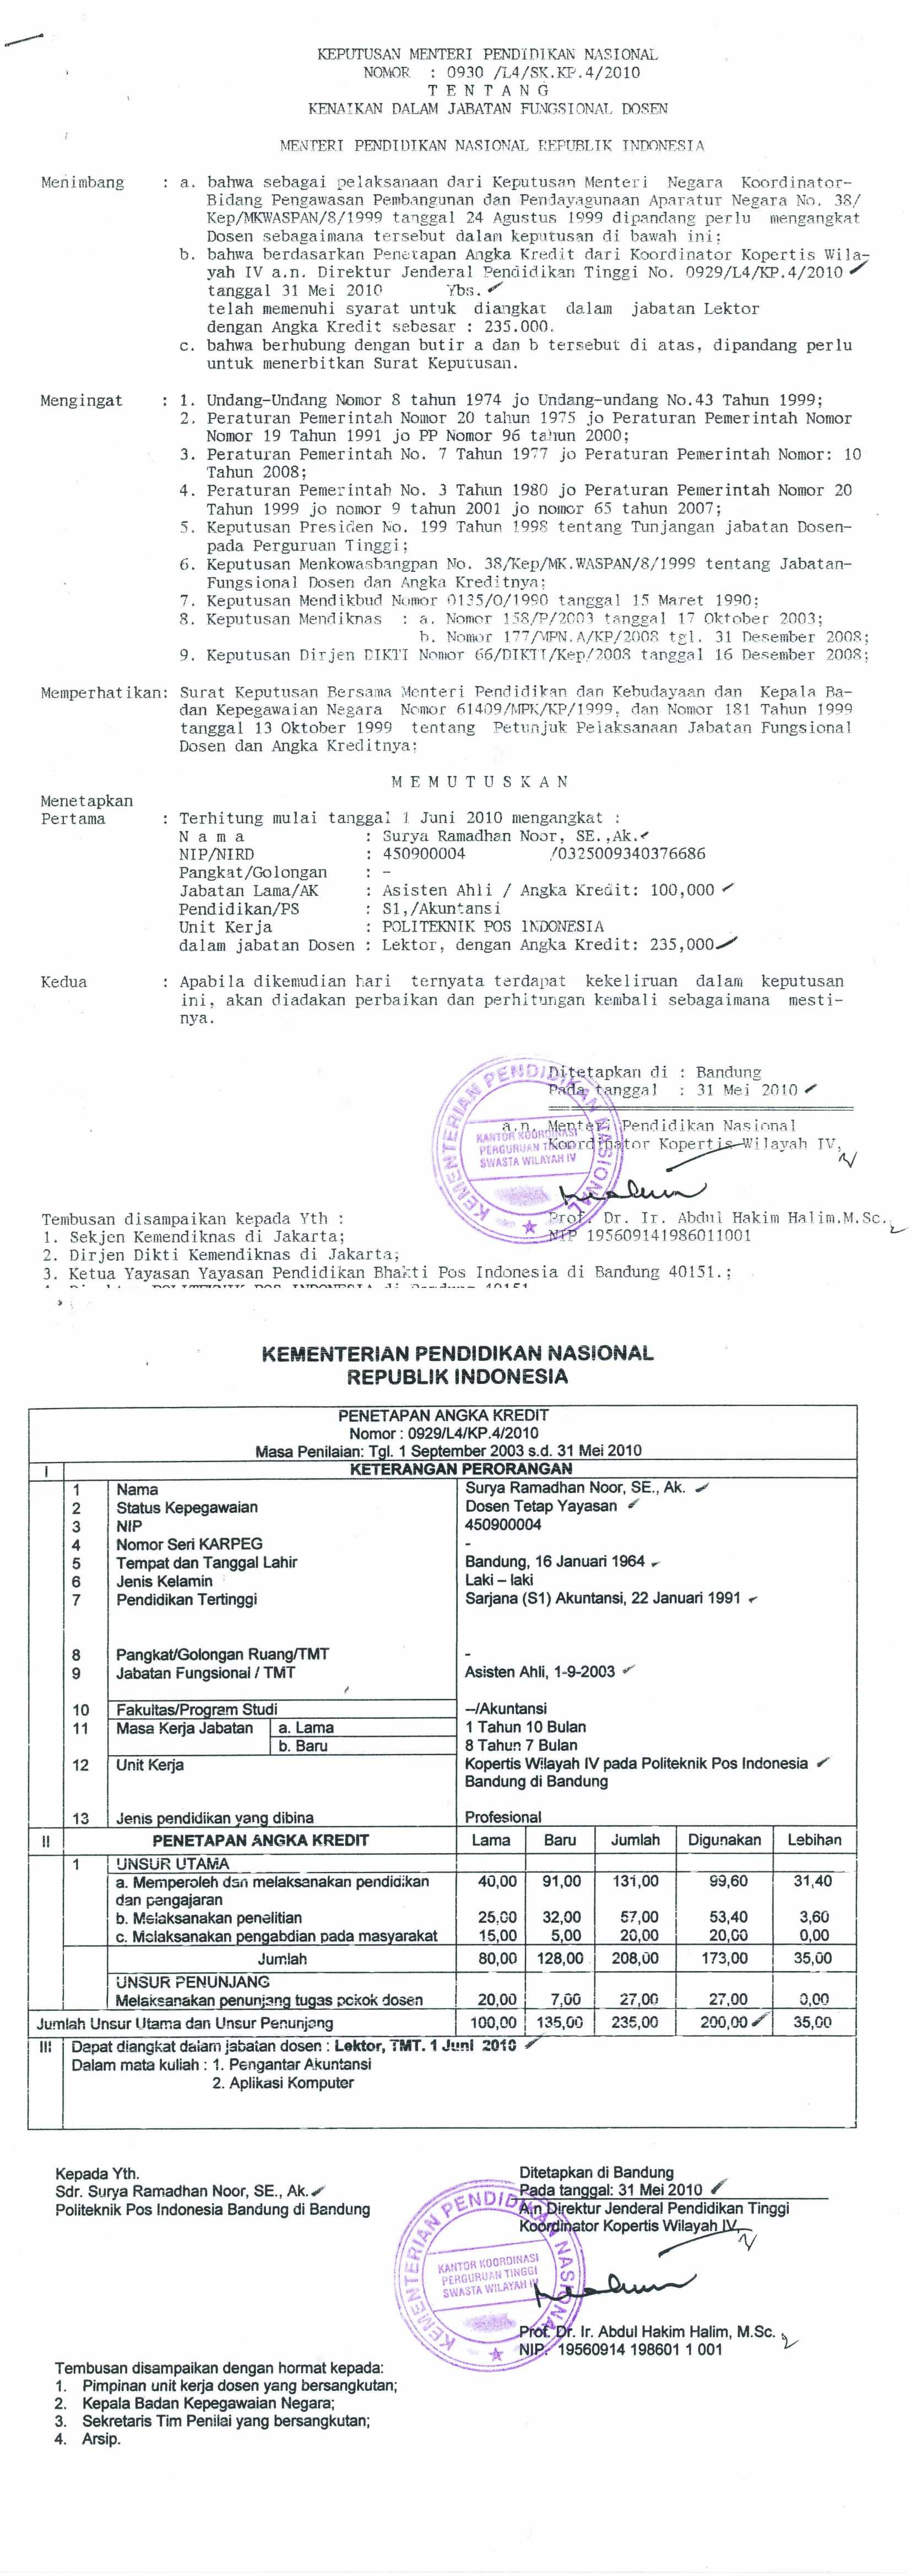 KEPUTUSAN MENTERI PENDIDIKAN NASIONAL
NOMOR : 0930 /L4/SK.KP.4/2010
T E N T A N G
KENAIKAN DALAM JABATAN FUNGSIONAL DOSEN
MENTERI PENDIDIKAN NASIONAL REPUBLIK INDONESIA
Menimbang : a. bahwa sebagai pelaksanaan dari Keputusan Menteri Negara Koordinator-
Bidang Pengawasan Pembangunan dan Pendayagunaan Aparatur Negara No. 38/
Kep/MKWASPAN/8/1999 tanggal 24 Agustus 1999 dipandang perlu mengangkat
Dosen sebagaimana tersebut dalam keputusan di bawah ini;
b. bahwa berdasarkan Penetapan Angka Kredit dari Koordinator Kopertis Wila-
yah IV a.n. Direktur Jenderal Pendidikan Tinggi No. 0929/L4/KP.4/2010
tanggal 31 Mei 2010 Ybs.
telah memenuhi syarat untuk diangkat dalam jabatan Lektor
dengan Angka Kredit sebesar : 235.000.
c. bahwa berhubung dengan butir a dan b tersebut di atas, dipandang perlu
untuk menerbitkan Surat Keputusan.
Mengingat : 1. Undang-Undang Nomor 8 tahun 1974 jo Undang-undang No.43 Tahun 1999;
2. Peraturan Pemerintah Nomor 20 tahun 1975 jo Peraturan Pemerintah Nomor
Nomor 19 Tahun 1991 jo PP Nomor 96 tahun 2000;
3. Peraturan Pemerintah No. 7 Tahun 1977 jo Peraturan Pemerintah Nomor: 10
Tahun 2008;
4. Peraturan Pemerintah No. 3 Tahun 1980 jo Peraturan Pemerintah Nomor 20
Tahun 1999 jo nomor 9 tahun 2001 jo nomor 65 tahun 2007;
5. Keputusan Presiden No. 199 Tahun 1998 tentang Tunjangan jabatan Dosen-
pada Perguruan Tinggi;
6. Keputusan Menkowasbangpan No. 38/Kep/MK.WASPAN/8/1999 tentang Jabatan-
Fungsional Dosen dan Angka Kreditnya;
7. Keputusan Mendikbud Nomor 0135/O/1990 tanggal 15 Maret 1990;
8. Keputusan Mendiknas : a. Nomor 158/P/2003 tanggal 17 Oktober 2003;
b. Nomor 177/MPN.A/KP/2008 tgl. 31 Desember 2008;
9. Keputusan Dirjen DIKTI Nomor 66/DIKTI/Kep/2008 tanggal 16 Desember 2008;
Memperhatikan: Surat Keputusan Bersama Menteri Pendidikan dan Kebudayaan dan Kepala Ba-
dan Kepegawaian Negara Nomor 61409/MPK/KP/1999, dan Nomor 181 Tahun 1999
tanggal 13 Oktober 1999 tentang Petunjuk Pelaksanaan Jabatan Fungsional
Dosen dan Angka Kreditnya;
M E M U T U S K A N
Menetapkan
Pertama : Terhitung mulai tanggal 1 Juni 2010 mengangkat :
N a m a : Surya Ramadhan Noor, SE.,Ak.
NIP/NIRD : 450900004 /0325009340376686
Pangkat/Golongan : -
Jabatan Lama/AK : Asisten Ahli / Angka Kredit: 100,000
Pendidikan/PS : S1,/Akuntansi
Unit Kerja : POLITEKNIK POS INDONESIA
dalam jabatan Dosen : Lektor, dengan Angka Kredit: 235,000
Kedua : Apabila dikemudian hari ternyata terdapat kekeliruan dalam keputusan
ini, akan diadakan perbaikan dan perhitungan kembali sebagaimana mesti-
nya.
Ditetapkan di : Bandung
Pada tanggal : 31 Mei 2010
a.n. Menteri Pendidikan Nasional
Koordinator Kopertis Wilayah IV,
KEMENTERIAN PENDIDIKAN NASIONAL
KANTOR KOORDINASI
PERGURUAN TINGGI
SWASTA WILAYAH IV
Prof. Dr. Ir. Abdul Hakim Halim.M.Sc.
NIP 195609141986011001
Tembusan disampaikan kepada Yth :
1. Sekjen Kemendiknas di Jakarta;
2. Dirjen Dikti Kemendiknas di Jakarta;
3. Ketua Yayasan Yayasan Pendidikan Bhakti Pos Indonesia di Bandung 40151.;
KEMENTERIAN PENDIDIKAN NASIONAL
REPUBLIK INDONESIA
PENETAPAN ANGKA KREDIT
Nomor : 0929/L4/KP.4/2010
Masa Penilaian: Tgl. 1 September 2003 s.d. 31 Mei 2010
I KETERANGAN PERORANGAN
1 Nama Surya Ramadhan Noor, SE., Ak.
2 Status Kepegawaian Dosen Tetap Yayasan
3 NIP 450900004
4 Nomor Seri KARPEG -
5 Tempat dan Tanggal Lahir Bandung, 16 Januari 1964
6 Jenis Kelamin Laki – laki
7 Pendidikan Tertinggi Sarjana (S1) Akuntansi, 22 Januari 1991
8 Pangkat/Golongan Ruang/TMT -
9 Jabatan Fungsional / TMT Asisten Ahli, 1-9-2003
10 Fakultas/Program Studi --/Akuntansi
11 Masa Kerja Jabatan a. Lama 1 Tahun 10 Bulan
b. Baru 8 Tahun 7 Bulan
12 Unit Kerja Kopertis Wilayah IV pada Politeknik Pos Indonesia
Bandung di Bandung
13 Jenis pendidikan yang dibina Profesional
II PENETAPAN ANGKA KREDIT Lama Baru Jumlah Digunakan Lebihan
1 UNSUR UTAMA
a. Memperoleh dan melaksanakan pendidikan 40,00 91,00 131,00 99,60 31,40
dan pengajaran
b. Melaksanakan penelitian 25,00 32,00 57,00 53,40 3,60
c. Melaksanakan pengabdian pada masyarakat 15,00 5,00 20,00 20,00 0,00
Jumlah 80,00 128,00 208,00 173,00 35,00
UNSUR PENUNJANG
Melaksanakan penunjang tugas pokok dosen 20,00 7,00 27,00 27,00 0,00
Jumlah Unsur Utama dan Unsur Penunjang 100,00 135,00 235,00 200,00 35,00
III Dapat diangkat dalam jabatan dosen : Lektor, TMT. 1 Juni 2010
Dalam mata kuliah : 1. Pengantar Akuntansi
2. Aplikasi Komputer
Kepada Yth.
Sdr. Surya Ramadhan Noor, SE., Ak.
Politeknik Pos Indonesia Bandung di Bandung
Ditetapkan di Bandung
Pada tanggal: 31 Mei 2010
A.n Direktur Jenderal Pendidikan Tinggi
Koordinator Kopertis Wilayah IV,
KEMENTERIAN PENDIDIKAN NASIONAL
KANTOR KOORDINASI
PERGURUAN TINGGI
SWASTA WILAYAH IV
Prof. Dr. Ir. Abdul Hakim Halim, M.Sc.
NIP. 19560914 198601 1 001
Tembusan disampaikan dengan hormat kepada:
1. Pimpinan unit kerja dosen yang bersangkutan;
2. Kepala Badan Kepegawaian Negara;
3. Sekretaris Tim Penilai yang bersangkutan;
4. Arsip.